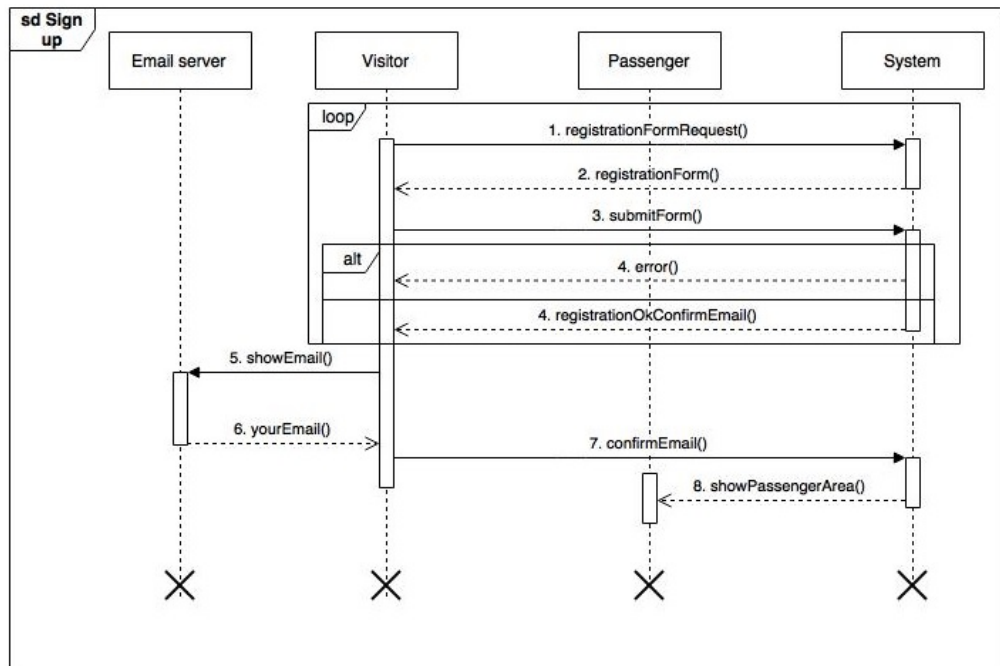 sd Sign
up
Email server
Visitor
Passenger
System
loop
1. registrationFormRequest()
2. registrationForm()
3. submitForm()
alt
4. error()
4. registrationOkConfirmEmail()
5. showEmail()
6. yourEmail()
7. confirmEmail()
8. showPassengerArea()